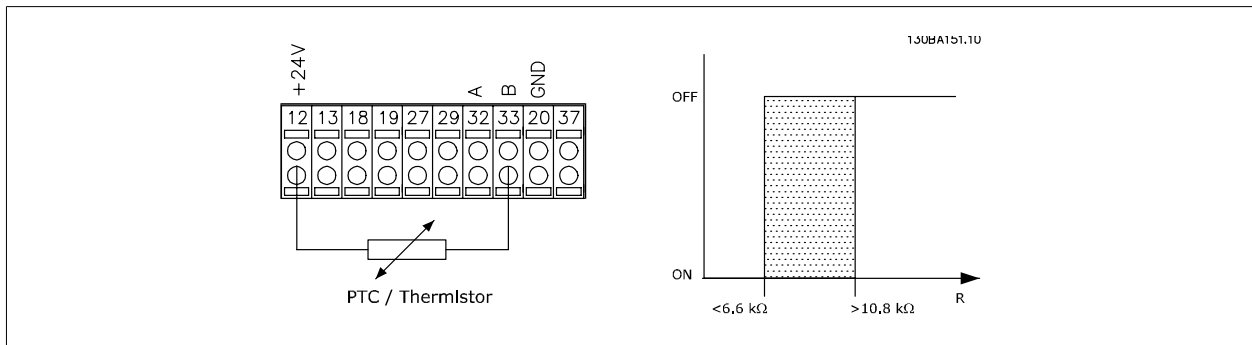 130BA151.10
+24V
A
B
GND
12 13 18 19 27 29 32 33 20 37
PTC / Thermistor
OFF
ON
<6.6 kΩ
>10.8 kΩ
R